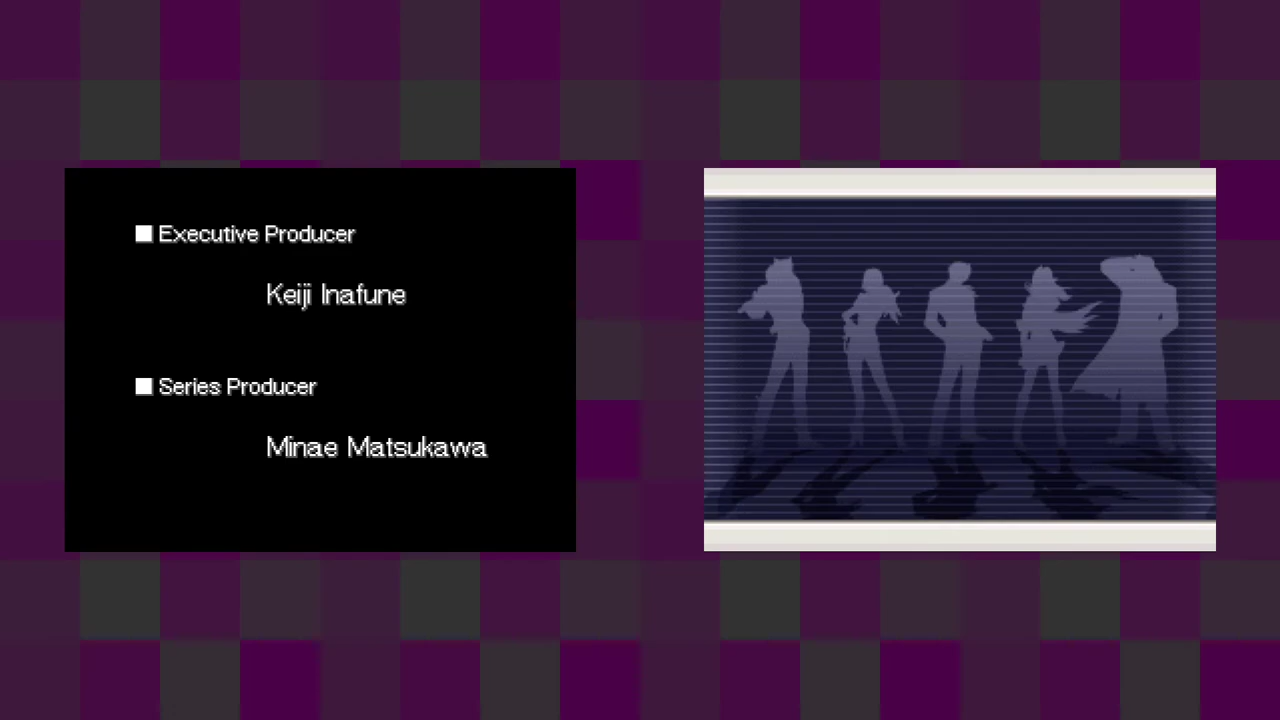 ■ Executive Producer
Keiji Inafune
■ Series Producer
Minae Matsukawa